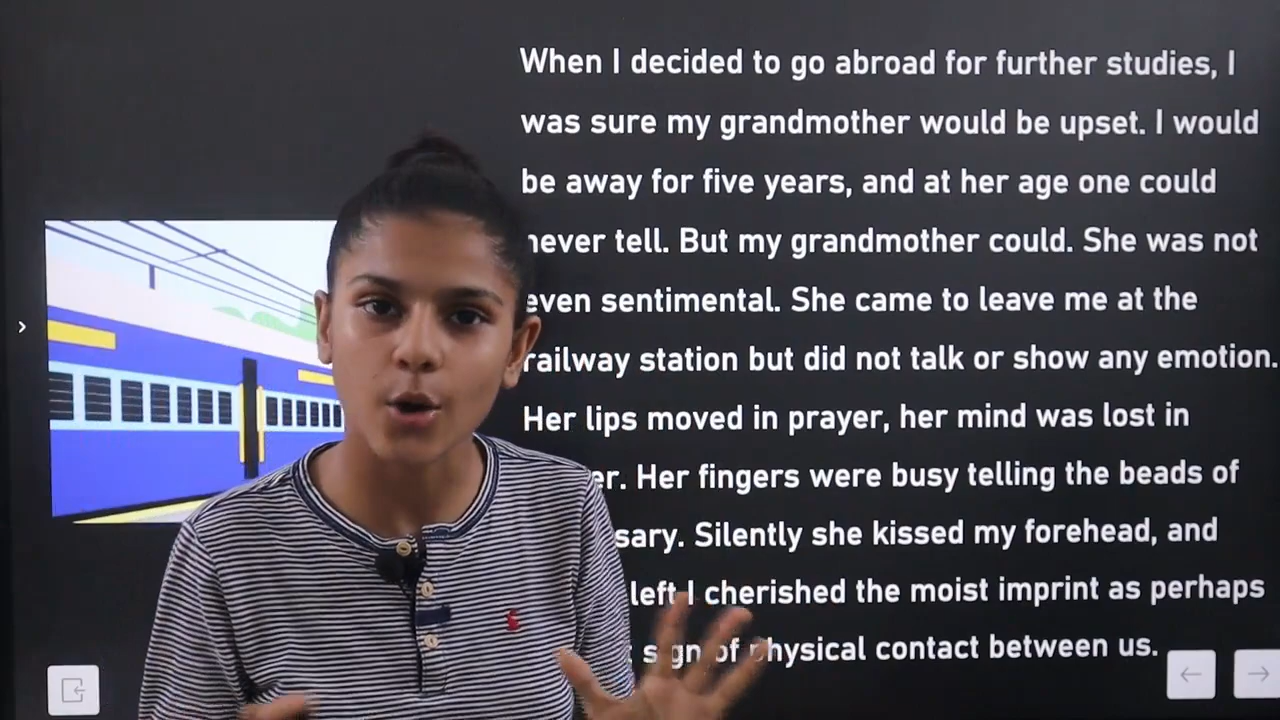 When I decided to go abroad for further studies, I
was sure my grandmother would be upset. I would
be away for five years, and at her age one could
never tell. But my grandmother could. She was not
even sentimental. She came to leave me at the
railway station but did not talk or show any emotion.
Her lips moved in prayer, her mind was lost in
Her fingers were busy telling the beads of
Silently she kissed my forehead, and
left I cherished the moist imprint as perhaps
sign of physical contact between us.